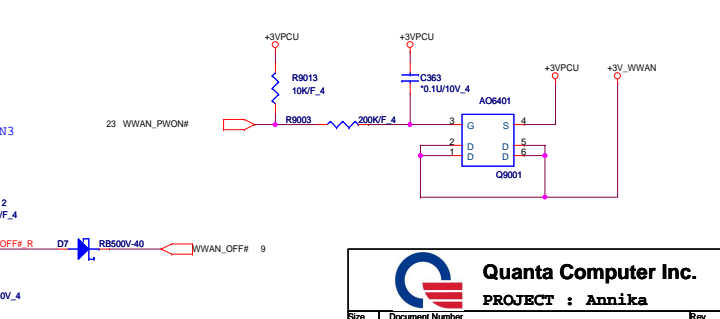 +3VPCU
+3VPCU
R9013
10K/F_4
C363
*0.1U/10V_4
+3VPCU
+3V_WWAN
AO6401
23 WWAN_PWON#
R9003
200K/F_4
3 G S 4
2 D D 5
1 D D 6
Q9001
N3
2
/F_4
OFF#_R
D7
RB500V-40
WWAN_OFF# 9
0V_4
Quanta Computer Inc.
PROJECT : Annika
Size
Document Number
Rev